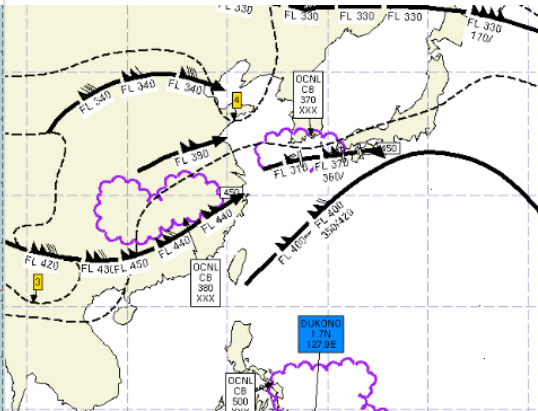 FL 330
FL 330
FL 330
FL 330
170/
FL 340
FL 340
FL 340
4
OCNL
CB
370
XXX
FL 390
FL 310
FL 370
360/
450
450
FL 440
FL 440
FL 450
FL 430
FL 420
FL 400
350/420
FL 400
3
OCNL
CB
380
XXX
DUKONO
1.7N
127.9E
OCNL
CB
500
XXX